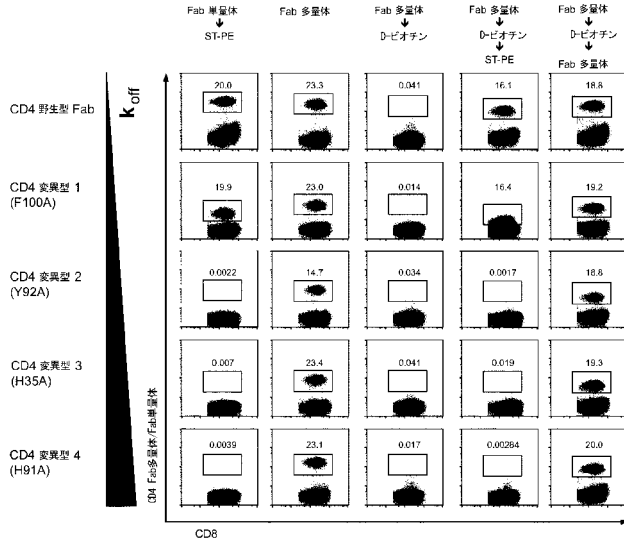 Fab 単量体
↓
ST-PE
Fab 多量体
Fab 多量体
↓
D-ビオチン
Fab 多量体
↓
D-ビオチン
↓
ST-PE
Fab 多量体
↓
D-ビオチン
↓
Fab 多量体
koff
CD4 野生型 Fab
20.0
23.3
0.041
16.1
18.8
CD4 変異型 1
(F100A)
19.9
23.0
0.014
16.4
19.2
CD4 変異型 2
(Y92A)
0.0022
14.7
0.034
0.0017
18.8
CD4 変異型 3
(H35A)
0.007
23.4
0.041
0.019
19.3
CD4 変異型 4
(H91A)
0.0039
23.1
0.017
0.00284
20.0
CD4 Fab多量体/Fab単量体
CD8